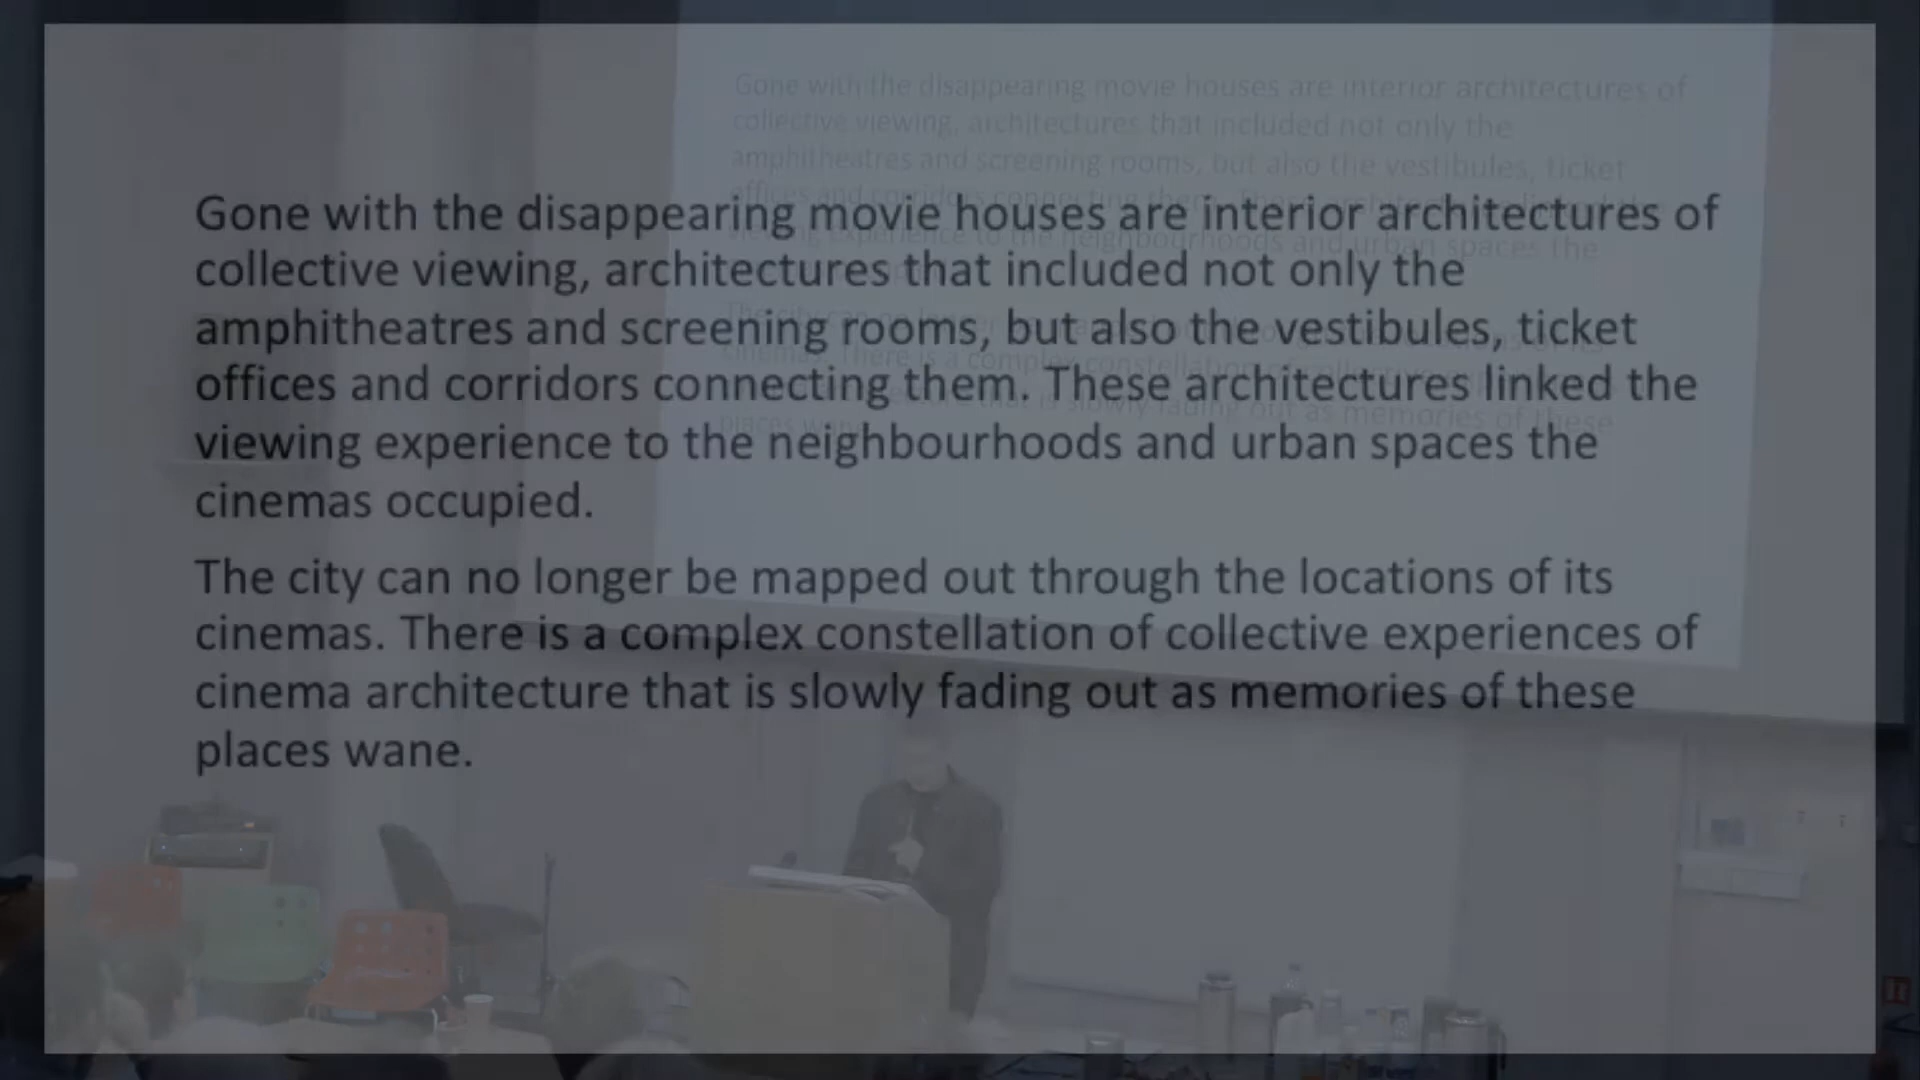 Gone with the disappearing movie houses are interior architectures of
collective viewing, architectures that included not only the
amphitheatres and screening rooms, but also the vestibules, ticket
offices and corridors connecting them. These architectures linked the
viewing experience to the neighbourhoods and urban spaces the
cinemas occupied.
The city can no longer be mapped out through the locations of its
cinemas. There is a complex constellation of collective experiences of
cinema architecture that is slowly fading out as memories of these
places wane.